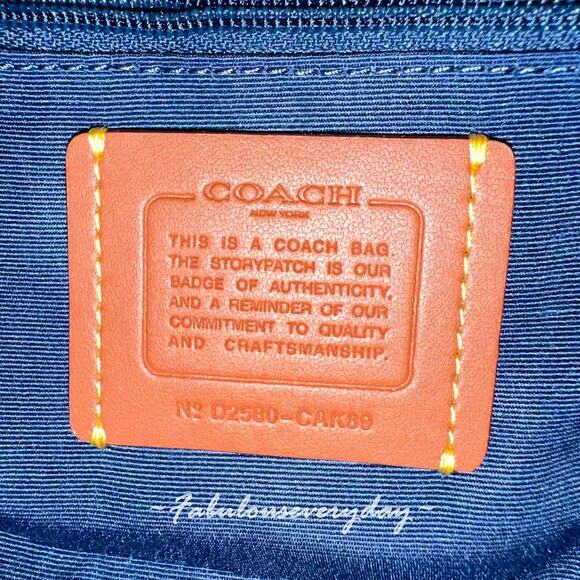 COACH
NEW YORK
THIS IS A COACH BAG
THE STORYPATCH IS OUR
BADGE OF AUTHENTICITY,
AND A REMINDER OF OUR
COMMITMENT TO QUALITY
AND CRAFTSMANSHIP.
Nº D2580-CAK89
~Fabulouseveryday~